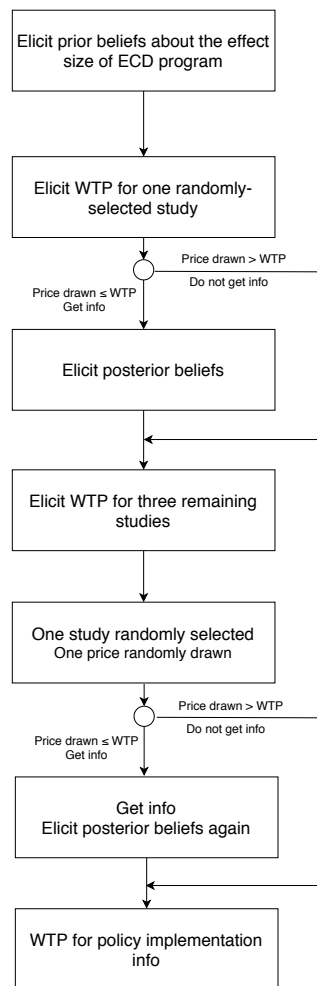 Elicit prior beliefs about the effect
size of ECD program
Elicit WTP for one randomly-
selected study
Price drawn > WTP
Do not get info
Price drawn ≤ WTP
Get info
Elicit posterior beliefs
Elicit WTP for three remaining
studies
One study randomly selected
One price randomly drawn
Price drawn > WTP
Do not get info
Price drawn ≤ WTP
Get info
Get info
Elicit posterior beliefs again
WTP for policy implementation
info